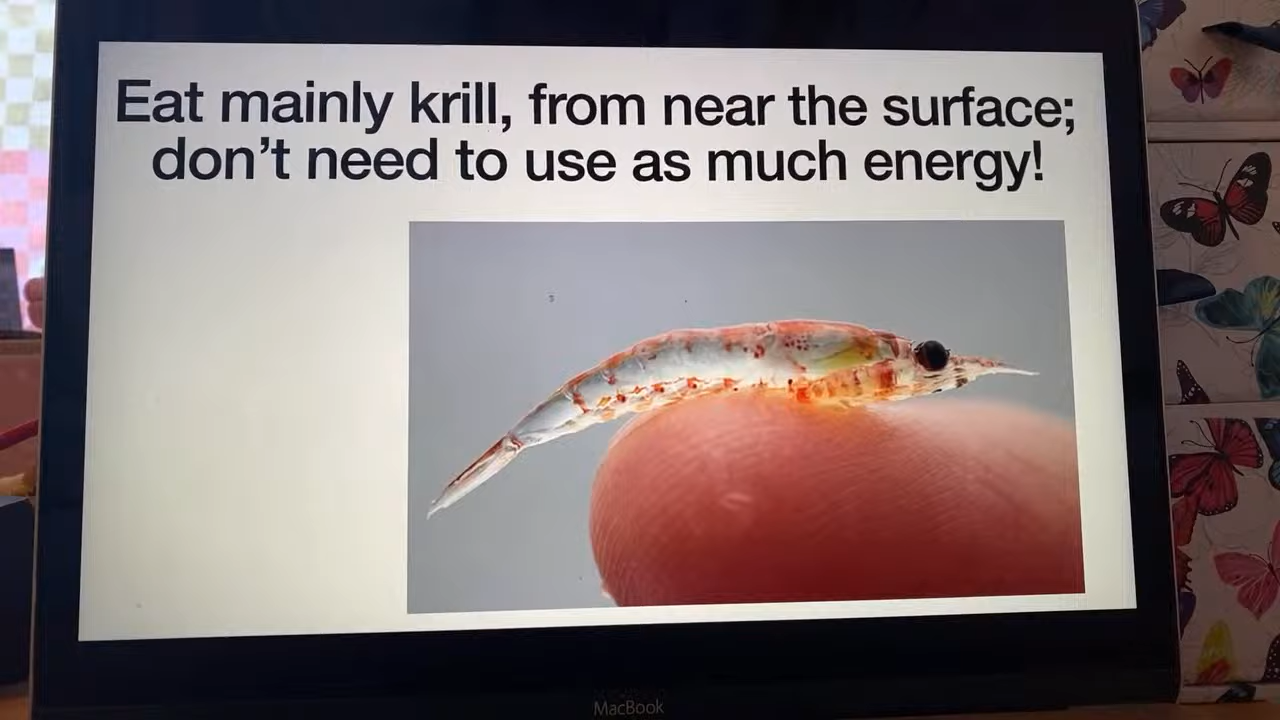 Eat mainly krill, from near the surface;
don’t need to use as much energy!
MacBook